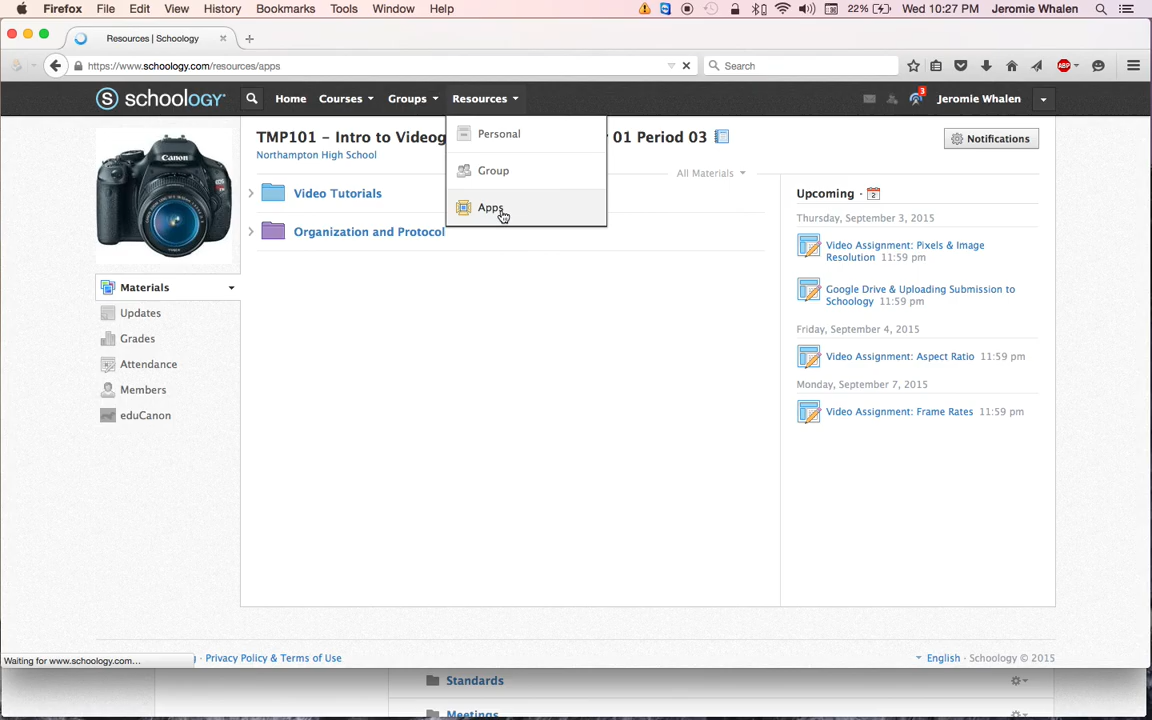 Firefox File Edit View History Bookmarks Tools Window Help 22% Wed 10:27 PM Jeromie Whalen
Resources | Schoology
https://www.schoology.com/resources/apps Search
S schoology Home Courses Groups Resources 3 Jeromie Whalen
Personal
Group
Apps
TMP101 – Intro to Videog 01 Period 03
Northampton High School
Notifications
All Materials
Video Tutorials
Organization and Protocol
Materials
Updates
Grades
Attendance
Members
eduCanon
Upcoming · 2
Thursday, September 3, 2015
Video Assignment: Pixels & Image
Resolution 11:59 pm
Google Drive & Uploading Submission to
Schoology 11:59 pm
Friday, September 4, 2015
Video Assignment: Aspect Ratio 11:59 pm
Monday, September 7, 2015
Video Assignment: Frame Rates 11:59 pm
Canon
Waiting for www.schoology.com... Privacy Policy & Terms of Use English · Schoology © 2015
Standards
Meetings